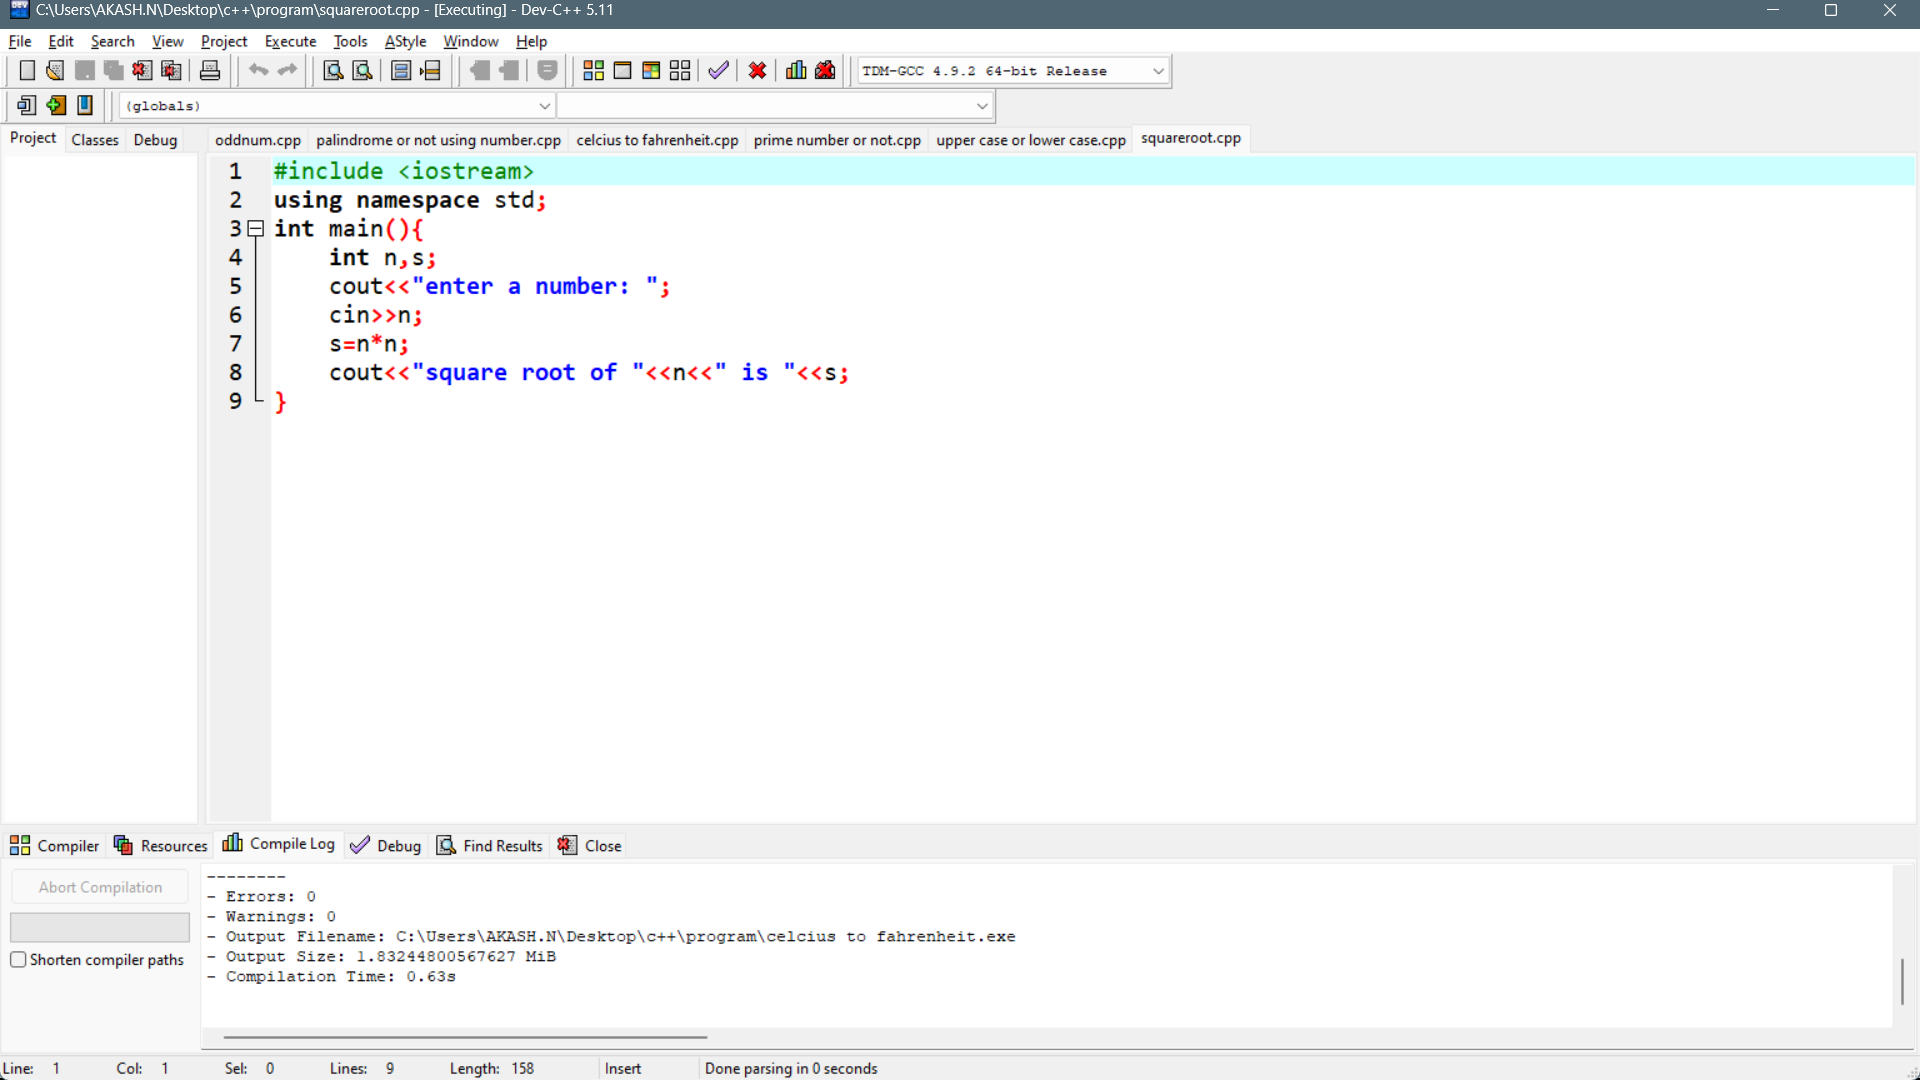 C:\Users\AKASH.N\Desktop\c++\program\squareroot.cpp - [Executing] - Dev-C++ 5.11
File Edit Search View Project Execute Tools AStyle Window Help
TDM-GCC 4.9.2 64-bit Release
(globals)
Project Classes Debug oddnum.cpp palindrome or not using number.cpp celcius to fahrenheit.cpp prime number or not.cpp upper case or lower case.cpp squareroot.cpp
1 #include <iostream>
2 using namespace std;
3 int main(){
4 int n,s;
5 cout<<"enter a number: ";
6 cin>>n;
7 s=n*n;
8 cout<<"square root of "<<n<<" is "<<s;
9 }
Compiler Resources Compile Log Debug Find Results Close
Abort Compilation
Shorten compiler paths
--------
- Errors: 0
- Warnings: 0
- Output Filename: C:\Users\AKASH.N\Desktop\c++\program\celcius to fahrenheit.exe
- Output Size: 1.83244800567627 MiB
- Compilation Time: 0.63s
Line: 1 Col: 1 Sel: 0 Lines: 9 Length: 158 Insert Done parsing in 0 seconds